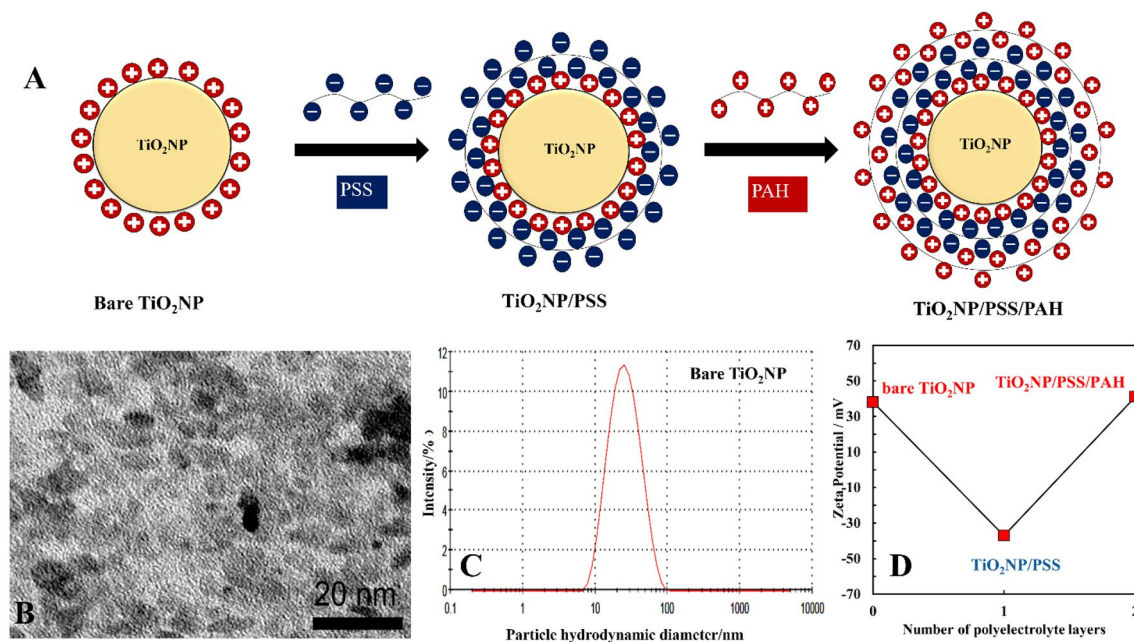 A
TiO₂NP
PSS
TiO₂NP
PAH
TiO₂NP
Bare TiO₂NP
TiO₂NP/PSS
TiO₂NP/PSS/PAH
B
20 nm
C
Bare TiO₂NP
Intensity/(%)
12
10
8
6
4
2
0
0.1
1
10
100
1000
10000
Particle hydrodynamic diameter/nm
D
bare TiO₂NP
TiO₂NP/PSS/PAH
TiO₂NP/PSS
Zeta Potential / mV
70
50
30
10
-10
-30
-50
-70
0
1
2
Number of polyelectrolyte layers